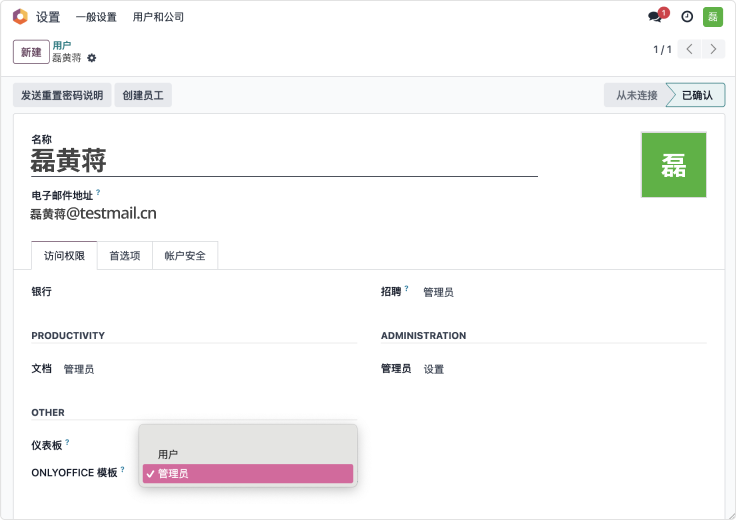 设置 一般设置 用户和公司 1 磊
新建 用户
磊黄蒋 1 / 1
发送重置密码说明 创建员工 从未连接 已确认
名称
磊黄蒋 磊
电子邮件地址 ?
磊黄蒋@testmail.cn
访问权限 首选项 帐户安全
银行 招聘 ? 管理员
PRODUCTIVITY ADMINISTRATION
文档 管理员 管理员 设置
OTHER
仪表板 ? 用户
ONLYOFFICE 模板 ? 管理员